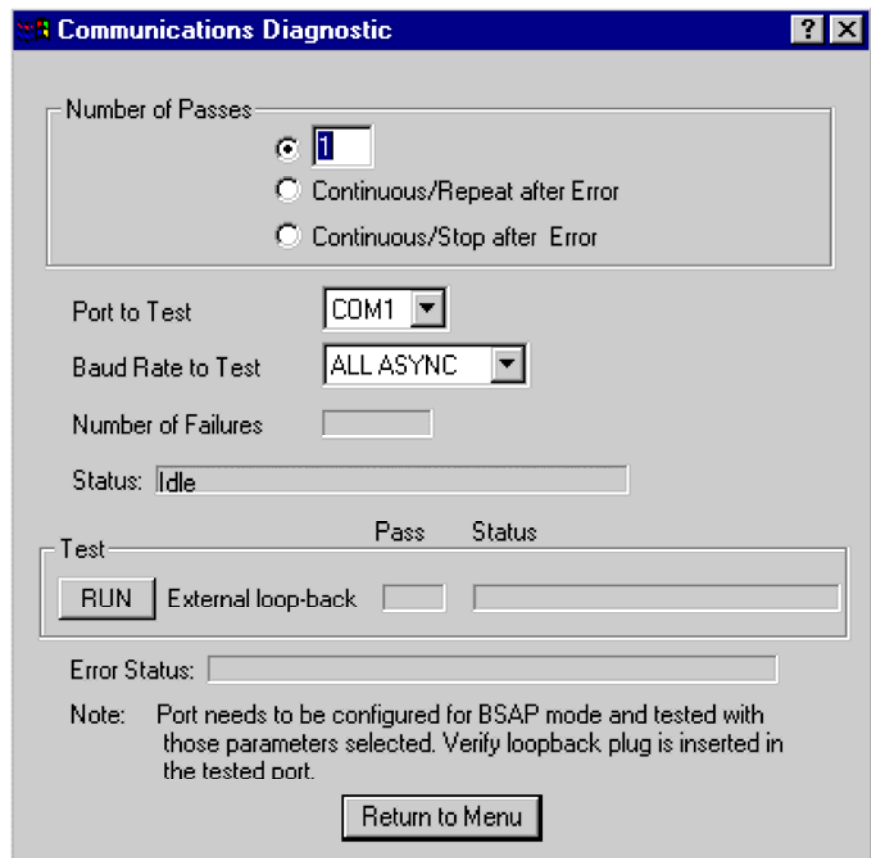 Communications Diagnostic
Number of Passes
1
Continuous/Repeat after Error
Continuous/Stop after Error
Port to Test COM1
Baud Rate to Test ALL ASYNC
Number of Failures
Status: Idle
Pass Status
Test
RUN External loop-back
Error Status:
Note: Port needs to be configured for BSAP mode and tested with
those parameters selected. Verify loopback plug is inserted in
the tested port.
Return to Menu